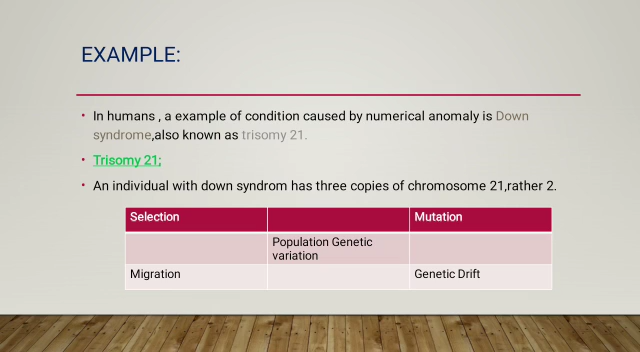 EXAMPLE:
• In humans , a example of condition caused by numerical anomaly is Down
syndrome,also known as trisomy 21.
• Trisomy 21;
• An individual with down syndrom has three copies of chromosome 21,rather 2.
Selection Mutation
Population Genetic
variation
Migration Genetic Drift